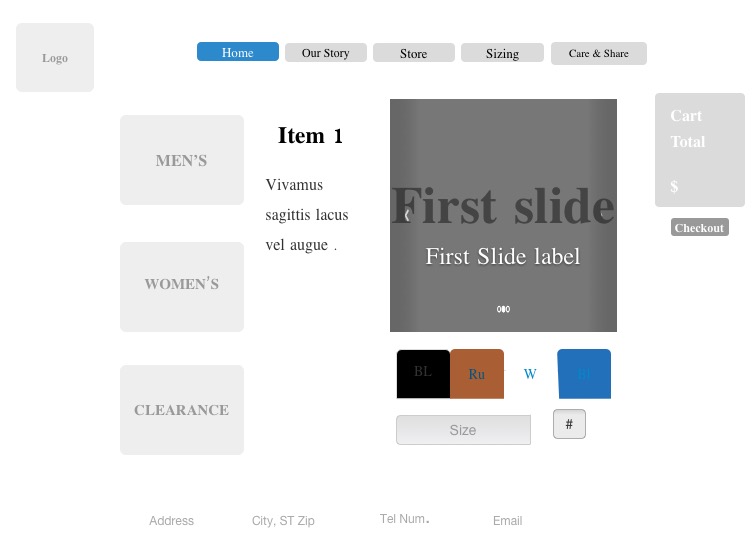 Logo
Home
Our Story
Store
Sizing
Care & Share
Cart
Total
$
Checkout
MEN'S
WOMEN'S
CLEARANCE
Item 1
Vivamus
sagittis lacus
vel augue .
First slide
First Slide label
BL
Ru
W
Size
#
Address
City, ST Zip
Tel Num.
Email